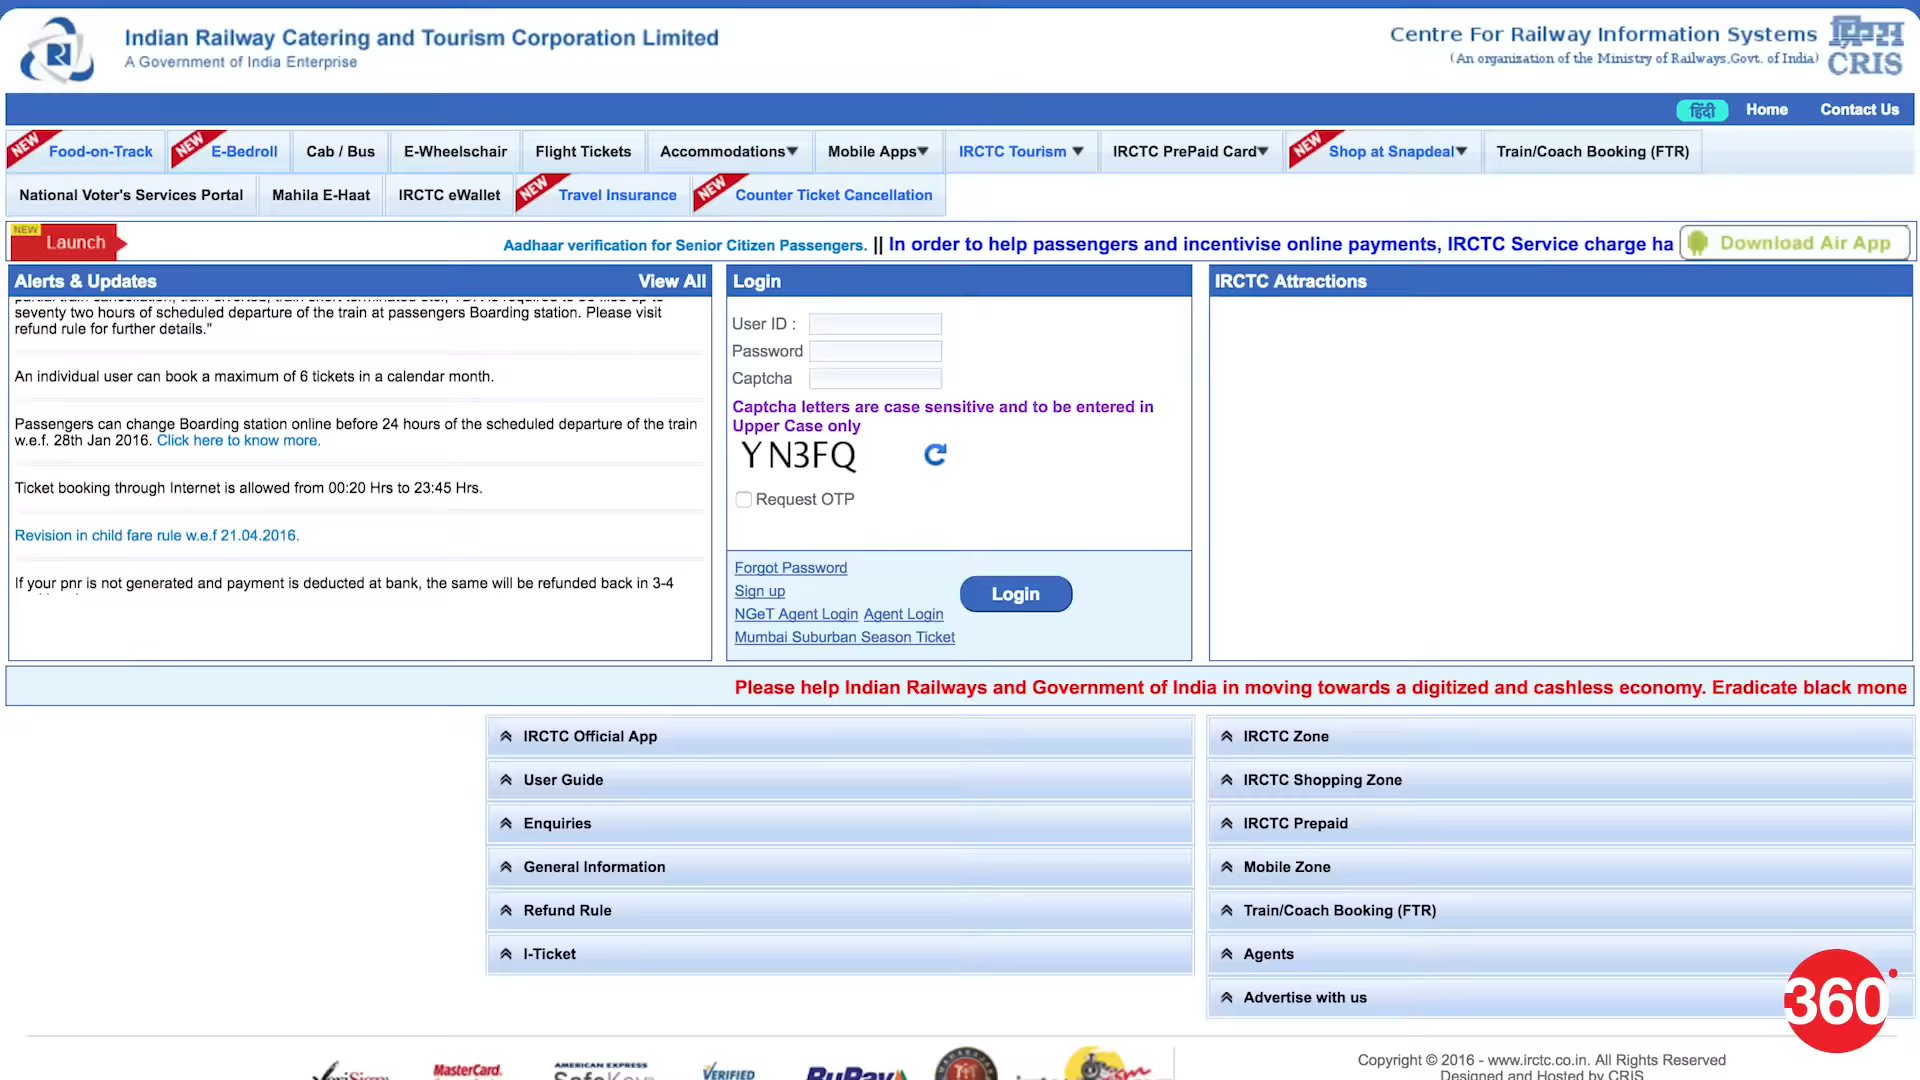 Indian Railway Catering and Tourism Corporation Limited
A Government of India Enterprise
Centre For Railway Information Systems
(An organization of the Ministry of Railways,Govt. of India)
क्रिस
CRIS
हिंदी Home Contact Us
NEW Food-on-Track NEW E-Bedroll Cab / Bus E-Wheelschair Flight Tickets Accommodations▼ Mobile Apps▼ IRCTC Tourism ▼ IRCTC PrePaid Card▼ NEW Shop at Snapdeal▼ Train/Coach Booking (FTR)
National Voter's Services Portal Mahila E-Haat IRCTC eWallet NEW Travel Insurance NEW Counter Ticket Cancellation
NEW Launch Aadhaar verification for Senior Citizen Passengers. || In order to help passengers and incentivise online payments, IRCTC Service charge ha Download Air App
Alerts & Updates View All
seventy two hours of scheduled departure of the train at passengers Boarding station. Please visit
refund rule for further details."
An individual user can book a maximum of 6 tickets in a calendar month.
Passengers can change Boarding station online before 24 hours of the scheduled departure of the train
w.e.f. 28th Jan 2016. Click here to know more.
Ticket booking through Internet is allowed from 00:20 Hrs to 23:45 Hrs.
Revision in child fare rule w.e.f 21.04.2016.
If your pnr is not generated and payment is deducted at bank, the same will be refunded back in 3-4
Login
User ID :
Password
Captcha
Captcha letters are case sensitive and to be entered in
Upper Case only
YN3FQ
Request OTP
Forgot Password
Sign up
NGeT Agent Login Agent Login
Mumbai Suburban Season Ticket
Login
IRCTC Attractions
Please help Indian Railways and Government of India in moving towards a digitized and cashless economy. Eradicate black mone
IRCTC Official App
User Guide
Enquiries
General Information
Refund Rule
I-Ticket
IRCTC Zone
IRCTC Shopping Zone
IRCTC Prepaid
Mobile Zone
Train/Coach Booking (FTR)
Agents
Advertise with us
360
MasterCard.
AMERICAN EXPRESS
SafeKey
VERIFIED
RuPay
Copyright © 2016 - www.irctc.co.in. All Rights Reserved
Designed and Hosted by CRIS